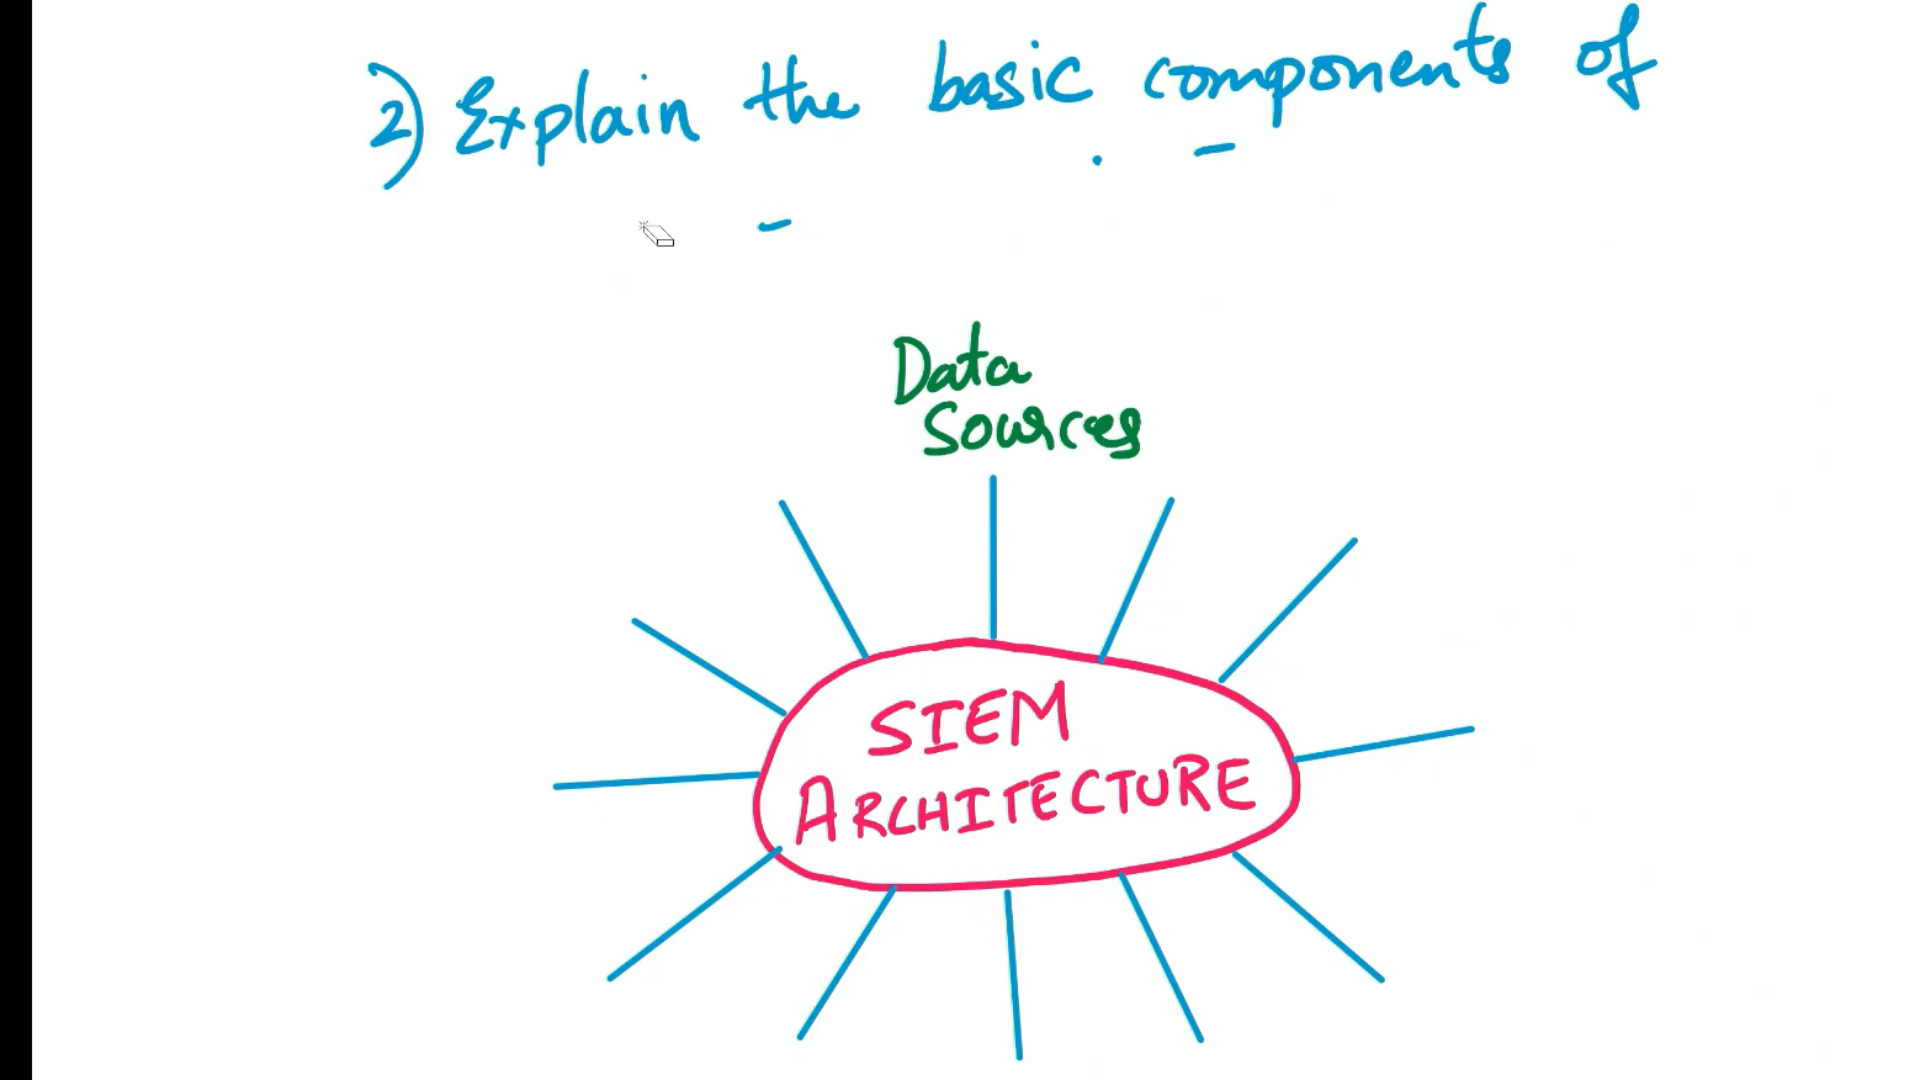 2) Explain the basic components of
Data
Sources
SIEM
ARCHITECTURE